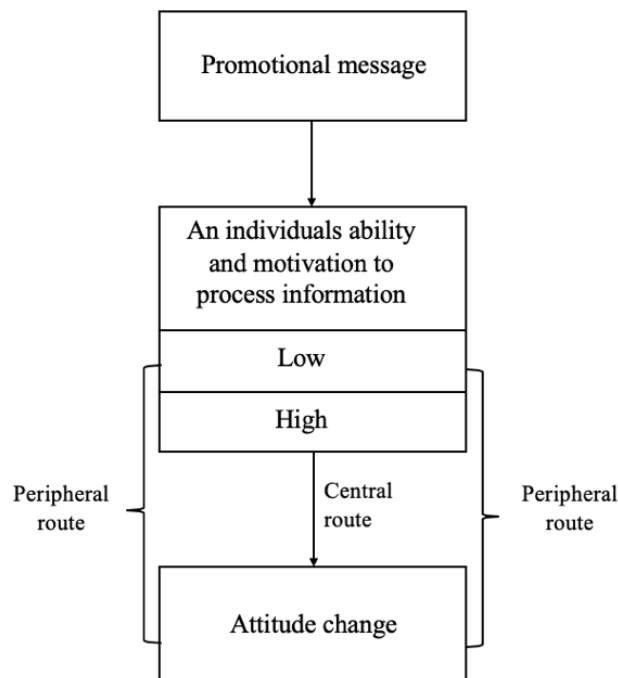 Promotional message
An individuals ability
and motivation to
process information
Low
High
Peripheral
route
Central
route
Peripheral
route
Attitude change